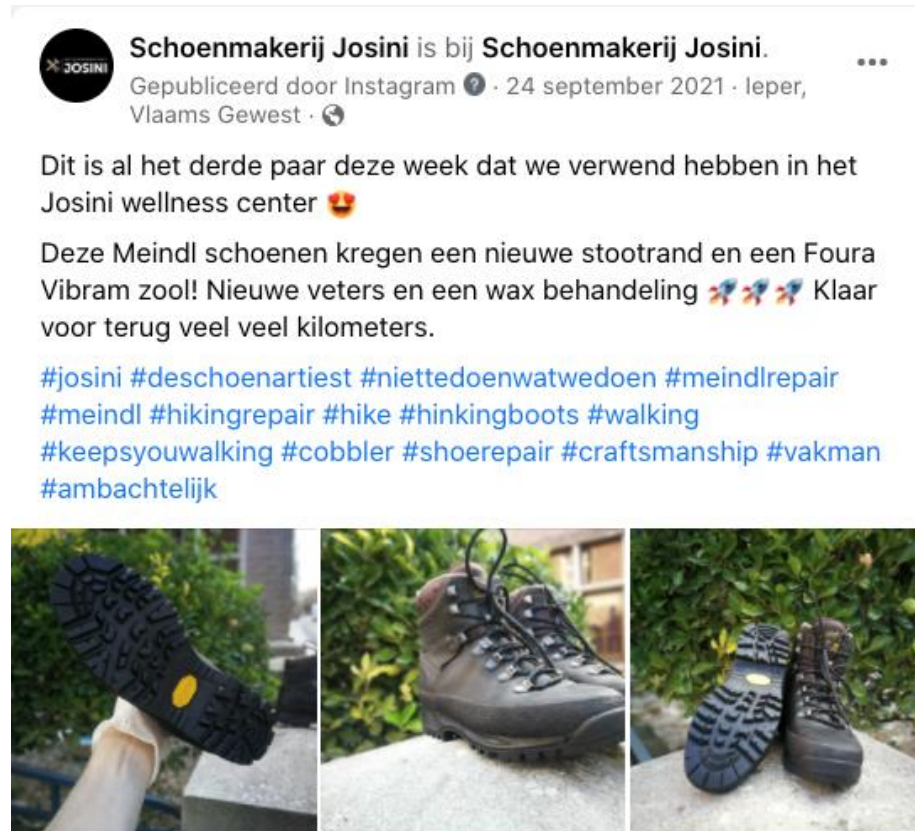 JOSINI
Schoenmakerij Josini is bij Schoenmakerij Josini.
Gepubliceerd door Instagram · 24 september 2021 · Ieper,
Vlaams Gewest ·
Dit is al het derde paar deze week dat we verwend hebben in het
Josini wellness center 😍
Deze Meindl schoenen kregen een nieuwe stootrand en een Foura
Vibram zool! Nieuwe veters en een wax behandeling 🚀🚀🚀 Klaar
voor terug veel veel kilometers.
#josini #deschoenartiest #niettedoenwatwedoen #meindlrepair
#meindl #hikingrepair #hike #hinkingboots #walking
#keepsyouwalking #cobbler #shoerepair #craftsmanship #vakman
#ambachtelijk